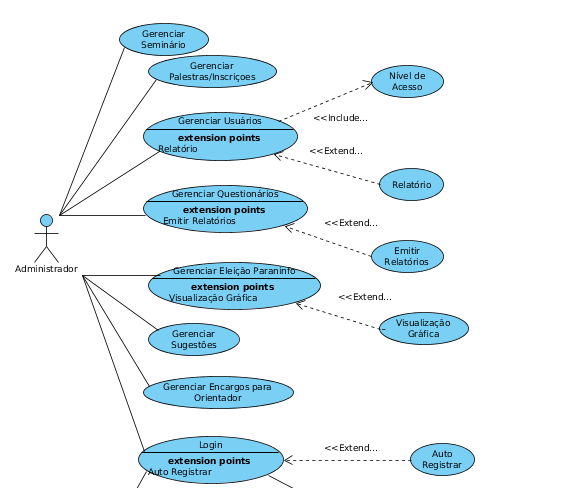 Gerenciar
Seminário
Gerenciar
Palestras/Inscriçoes
Nível de
Acesso
Gerenciar Usuários
<<Include...
extension points
Relatório
<<Extend...
Relatório
Gerenciar Questionários
extension points
Emitir Relatórios
<<Extend...
Emitir
Relatórios
Administrador
Gerenciar Eleição Paraninfo
extension points
Visualização Gráfica
<<Extend...
Visualização
Gráfica
Gerenciar
Sugestões
Gerenciar Encargos para
Orientador
Login
extension points
Auto Registrar
<<Extend...
Auto
Registrar